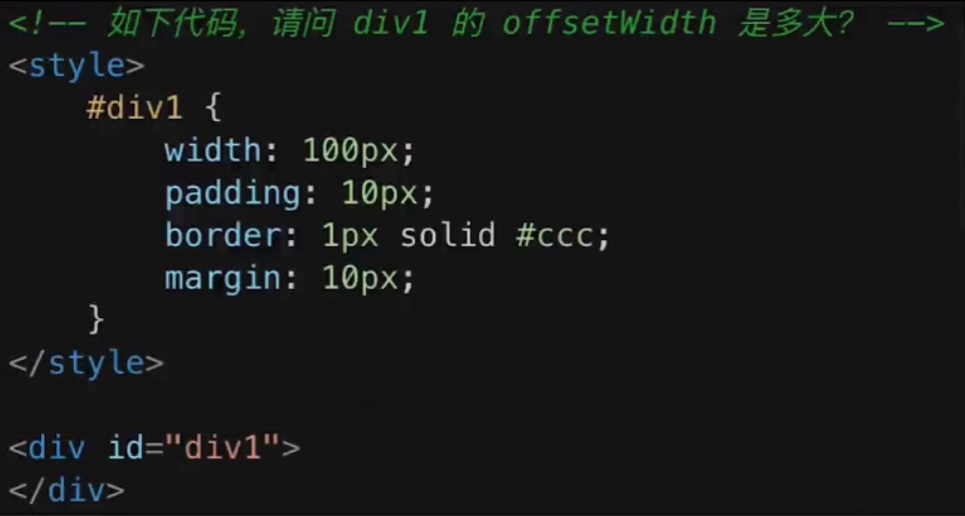 <!-- 如下代码，请问 div1 的 offsetWidth 是多大？ -->
<style>
    #div1 {
        width: 100px;
        padding: 10px;
        border: 1px solid #ccc;
        margin: 10px;
    }
</style>

<div id="div1">
</div>